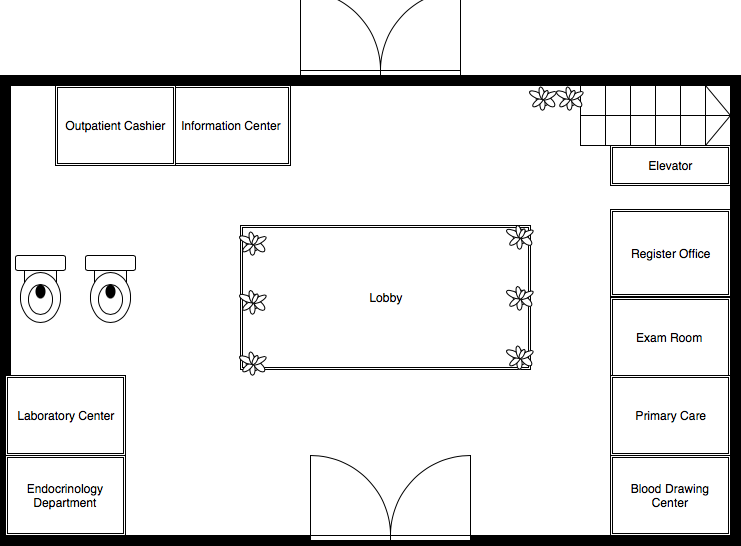 Outpatient Cashier
Information Center
Elevator
Register Office
Lobby
Exam Room
Laboratory Center
Primary Care
Endocrinology
Department
Blood Drawing
Center